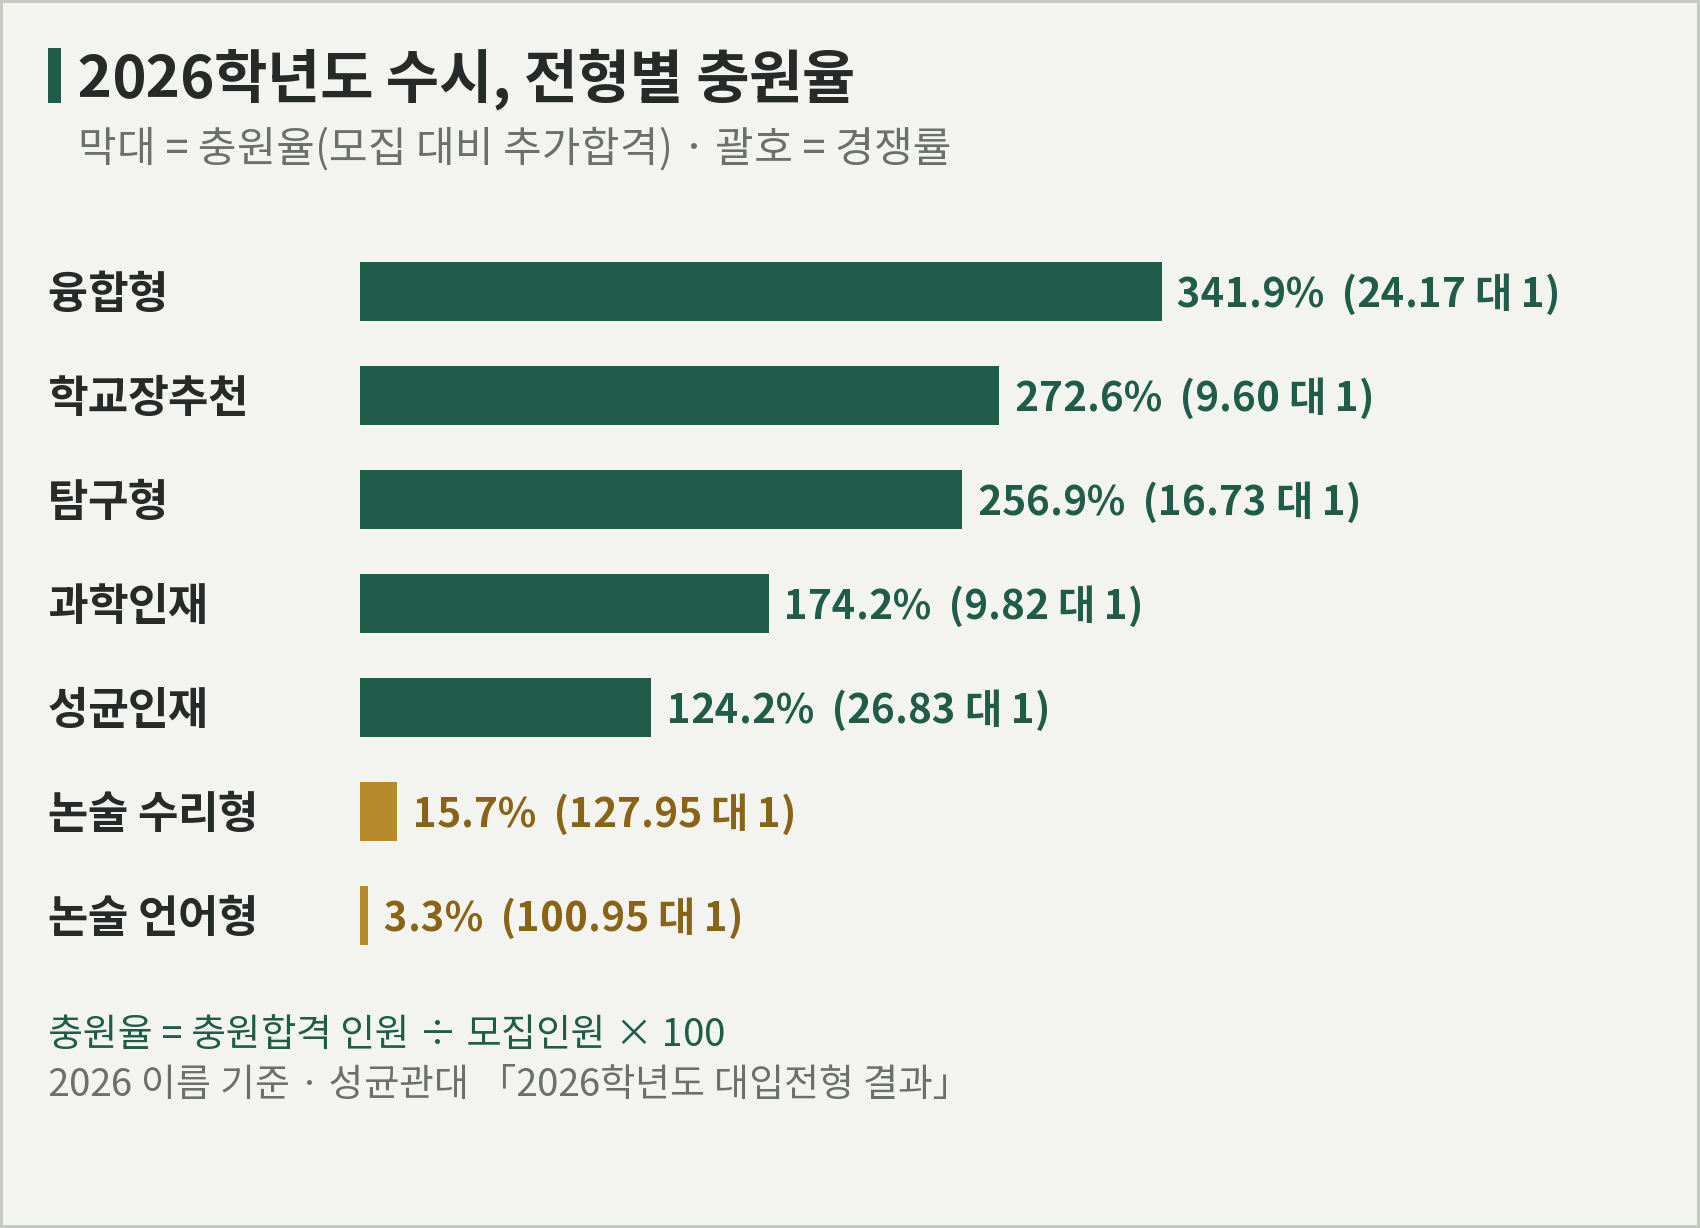 2026학년도 수시, 전형별 충원율
막대 = 충원율(모집 대비 추가합격) · 괄호 = 경쟁률
융합형 341.9% (24.17 대 1)
학교장추천 272.6% (9.60 대 1)
탐구형 256.9% (16.73 대 1)
과학인재 174.2% (9.82 대 1)
성균인재 124.2% (26.83 대 1)
논술 수리형 15.7% (127.95 대 1)
논술 언어형 3.3% (100.95 대 1)
충원율 = 충원합격 인원 ÷ 모집인원 × 100
2026 이름 기준 · 성균관대 「2026학년도 대입전형 결과」